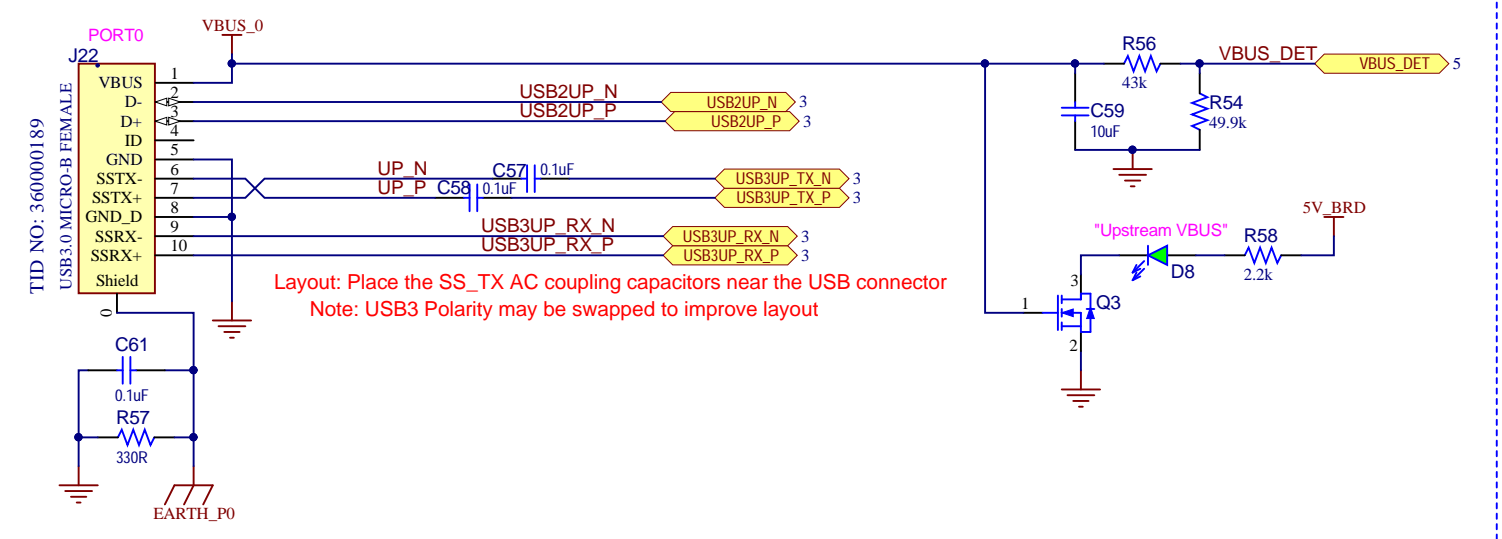 PORT0
J22
VBUS_0
VBUS 1
D- 2
D+ 3
ID 4
GND 5
SSTX- 6
SSTX+ 7
GND_D 8
SSRX- 9
SSRX+ 10
Shield
0
TID NO: 360000189
USB3.0 MICRO-B FEMALE
USB2UP_N
USB2UP_N 3
USB2UP_P
USB2UP_P 3
UP_N
C57 0.1uF
USB3UP_TX_N 3
UP_P
C58 0.1uF
USB3UP_TX_P 3
USB3UP_RX_N
USB3UP_RX_N 3
USB3UP_RX_P
USB3UP_RX_P 3
Layout: Place the SS_TX AC coupling capacitors near the USB connector
Note: USB3 Polarity may be swapped to improve layout
C61
0.1uF
R57
330R
EARTH_P0
R56
43k
VBUS_DET
VBUS_DET 5
C59
10uF
R54
49.9k
5V_BRD
"Upstream VBUS"
R58
2.2k
D8
3
1
Q3
2